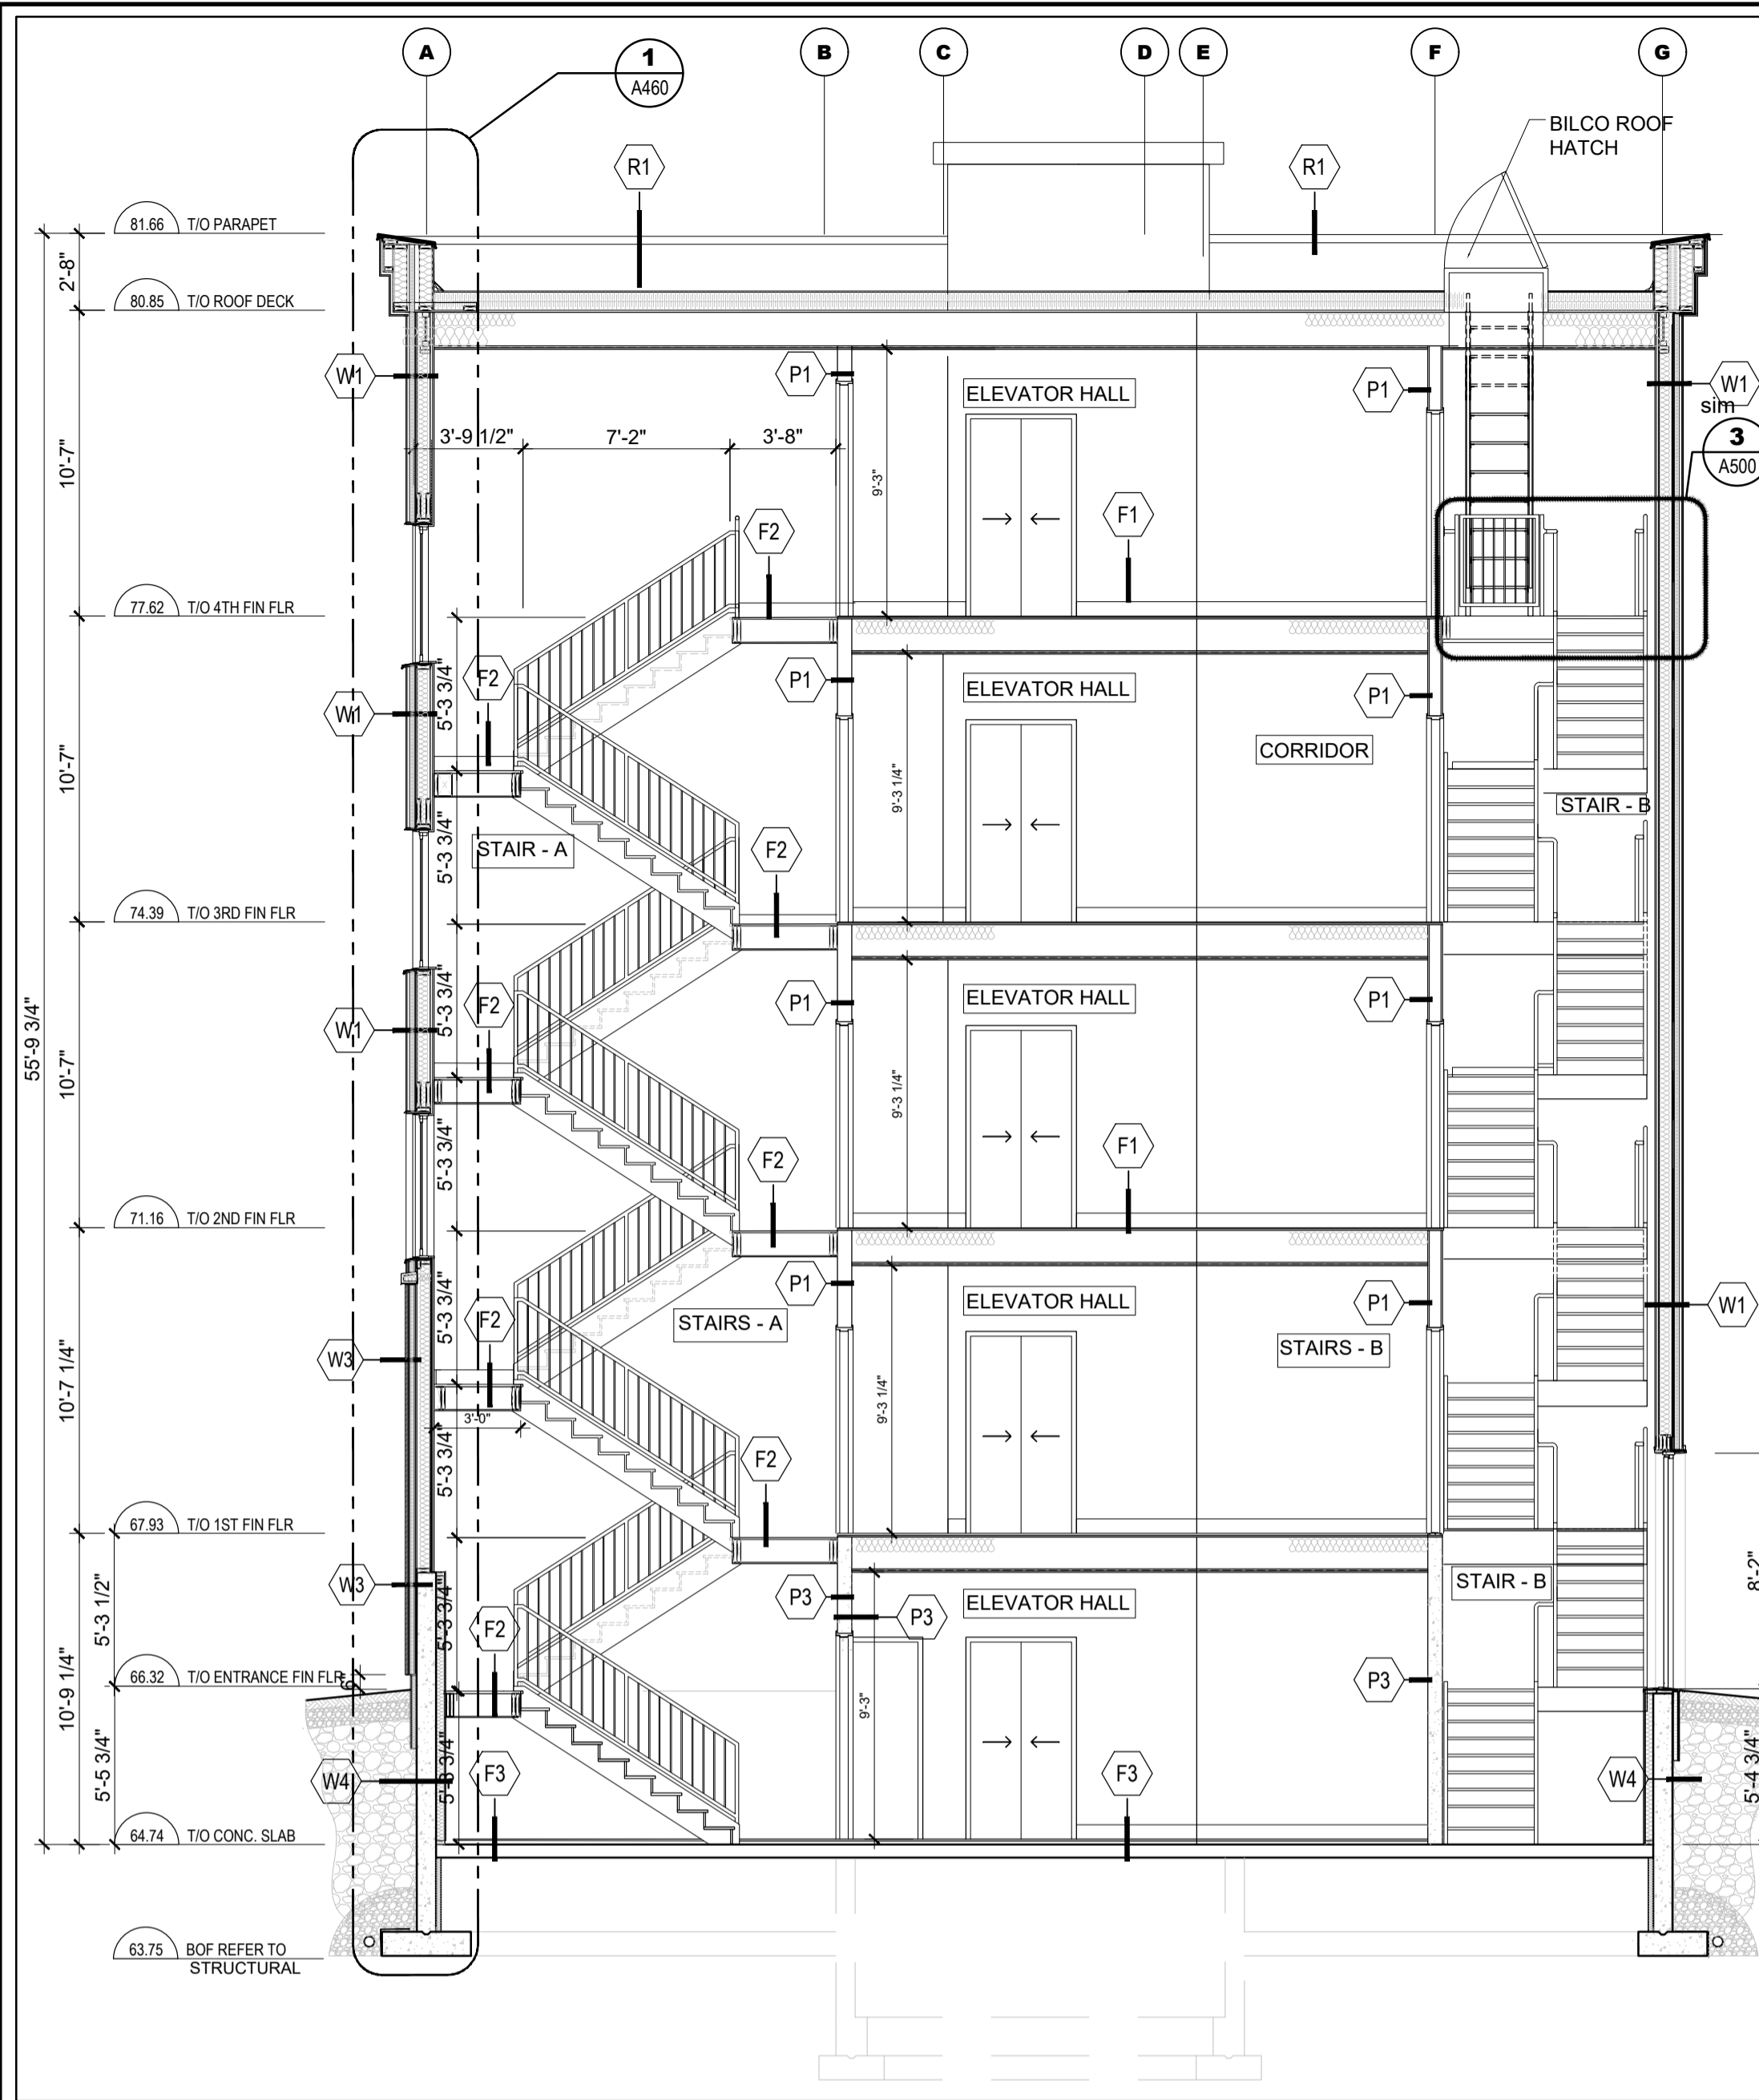 A
B
C
D
E
F
G
1
A460
BILCO ROOF
HATCH
R1
R1
81.66 T/O PARAPET
2'-8"
80.85 T/O ROOF DECK
W1
P1
ELEVATOR HALL
P1
W1
sim
3'-9 1/2"
7'-2"
3'-8"
3
A500
10'-7"
9'-3"
F2
F1
77.62 T/O 4TH FIN FLR
F2
P1
ELEVATOR HALL
P1
5'-3 3/4"
W1
CORRIDOR
10'-7"
9'-3 1/4"
STAIR - B
5'-3 3/4"
STAIR - A
F2
74.39 T/O 3RD FIN FLR
55'-9 3/4"
F2
P1
ELEVATOR HALL
P1
5'-3 3/4"
W1
10'-7"
9'-3 1/4"
5'-3 3/4"
F2
F1
71.16 T/O 2ND FIN FLR
P1
ELEVATOR HALL
P1
W1
5'-3 3/4"
F2
STAIRS - A
STAIRS - B
W3
10'-7 1/4"
9'-3 1/4"
3'-0"
5'-3 3/4"
F2
67.93 T/O 1ST FIN FLR
W3
STAIR - B
8'-2"
5'-3 1/2"
5'-3 3/4"
P3
P3
ELEVATOR HALL
F2
66.32 T/O ENTRANCE FIN FLR
6"
P3
10'-9 1/4"
9'-3"
5'-5 3/4"
5'-3 3/4"
W4
F3
F3
W4
5'-4 3/4"
64.74 T/O CONC. SLAB
63.75 BOF REFER TO
STRUCTURAL